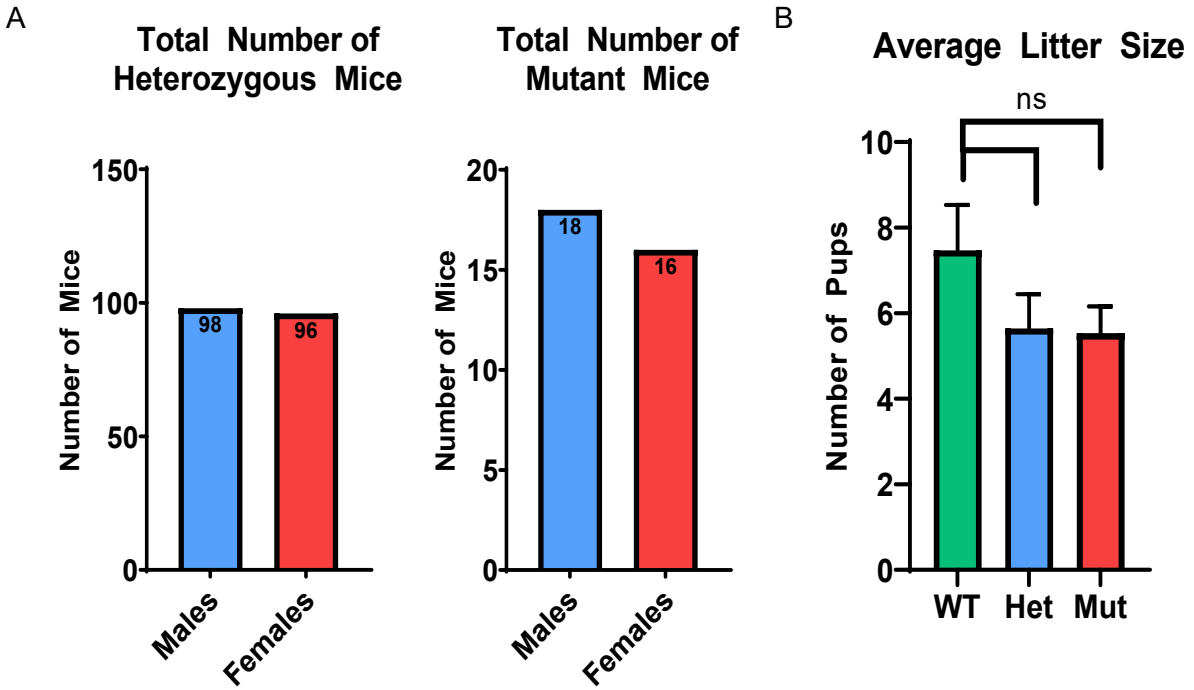 A
Total Number of
Heterozygous Mice
Number of Mice
150
100
50
0
98
96
Males
Females
Total Number of
Mutant Mice
Number of Mice
20
15
10
5
0
18
16
Males
Females
B
Average Litter Size
ns
Number of Pups
10
8
6
4
2
0
WT Het Mut